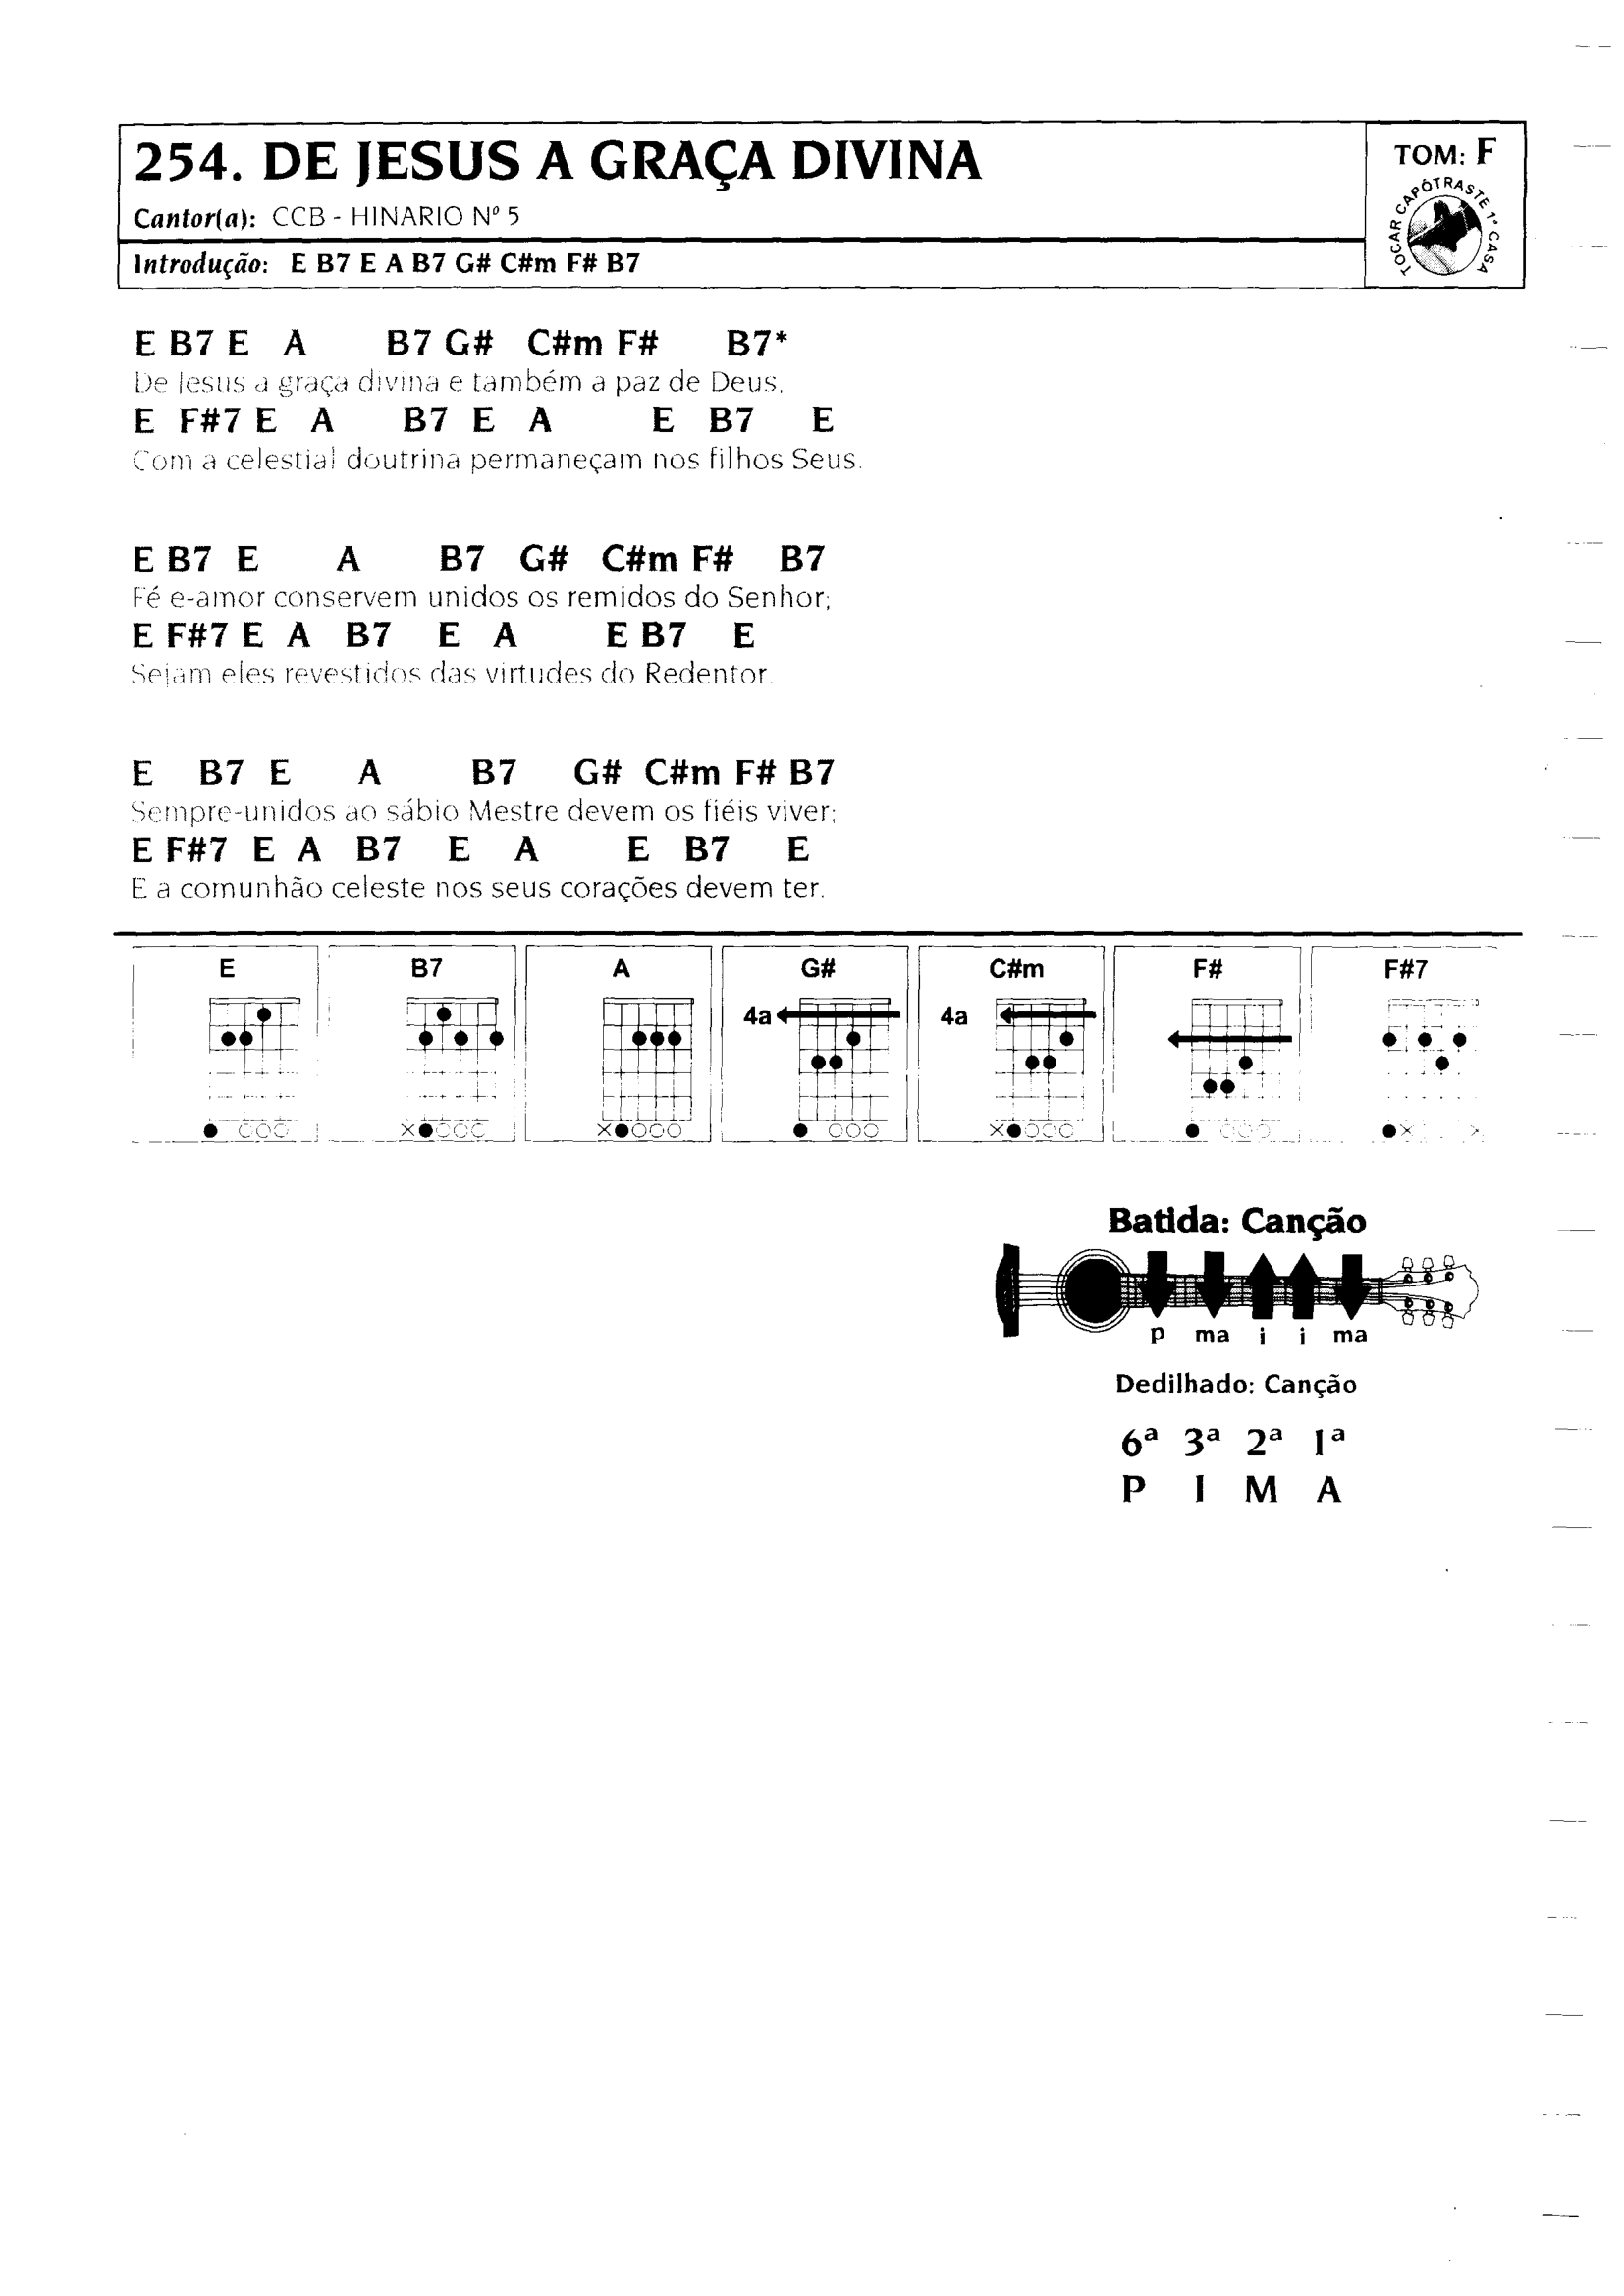 254. DE JESUS A GRAÇA DIVINA
Cantor(a): CCB - HINARIO Nº 5
Introdução: E B7 E A B7 G# C#m F# B7
TOM: F
TOCAR CAPÓTRASTE 1ª CASA
E B7 E A B7 G# C#m F# B7*
De Jesus a graça divina e também a paz de Deus,
E F#7 E A B7 E A E B7 E
Com a celestial doutrina permaneçam nos filhos Seus.
E B7 E A B7 G# C#m F# B7
Fé e-amor conservem unidos os remidos do Senhor;
E F#7 E A B7 E A E B7 E
Sejam eles revestidos das virtudes do Redentor.
E B7 E A B7 G# C#m F# B7
Sempre-unidos ao sábio Mestre devem os fiéis viver;
E F#7 E A B7 E A E B7 E
E a comunhão celeste nos seus corações devem ter.
E B7 A G# C#m F# F#7
4a 4a
Batida: Canção
p ma i i ma
Dedilhado: Canção
6ª 3ª 2ª 1ª
P I M A